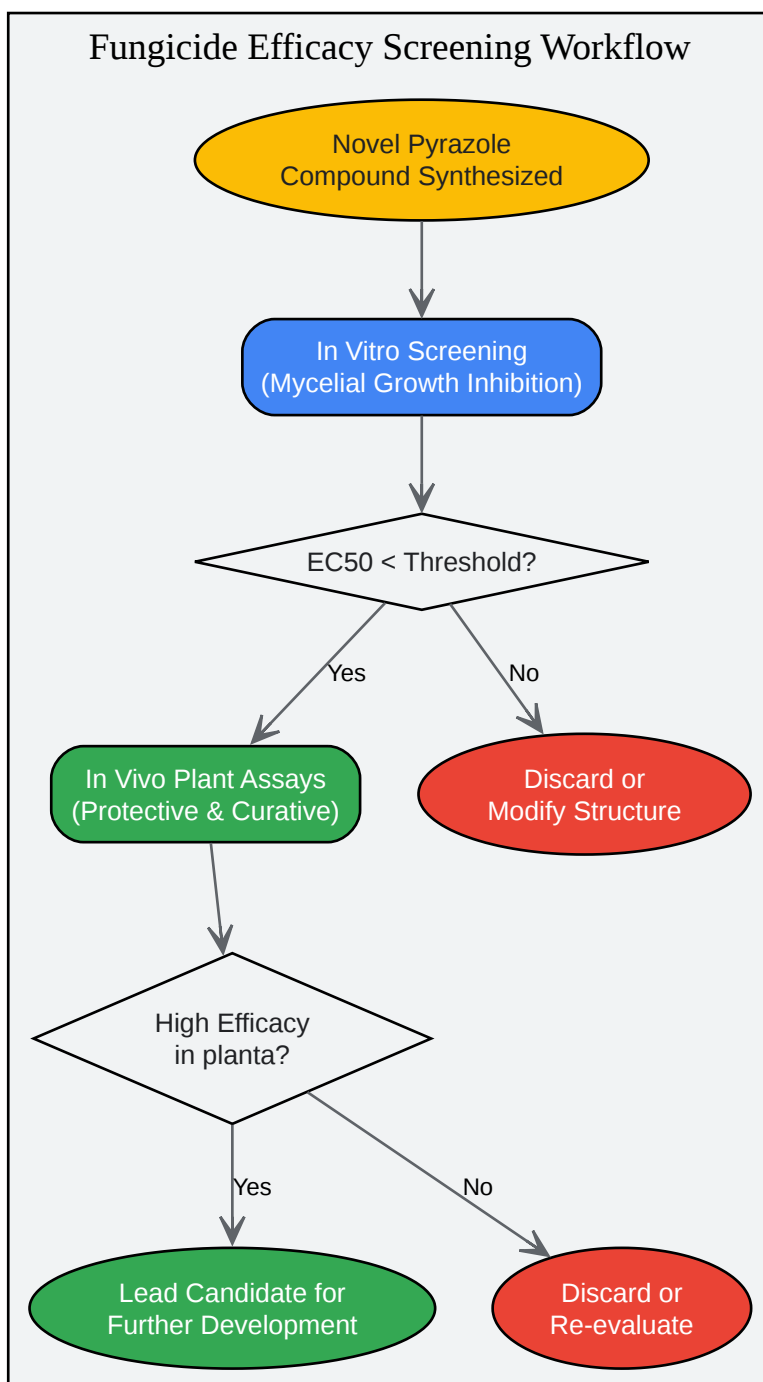 Fungicide Efficacy Screening Workflow
Novel Pyrazole
Compound Synthesized
In Vitro Screening
(Mycelial Growth Inhibition)
EC50 < Threshold?
Yes
No
In Vivo Plant Assays
(Protective & Curative)
Discard or
Modify Structure
High Efficacy
in planta?
Yes
No
Lead Candidate for
Further Development
Discard or
Re-evaluate